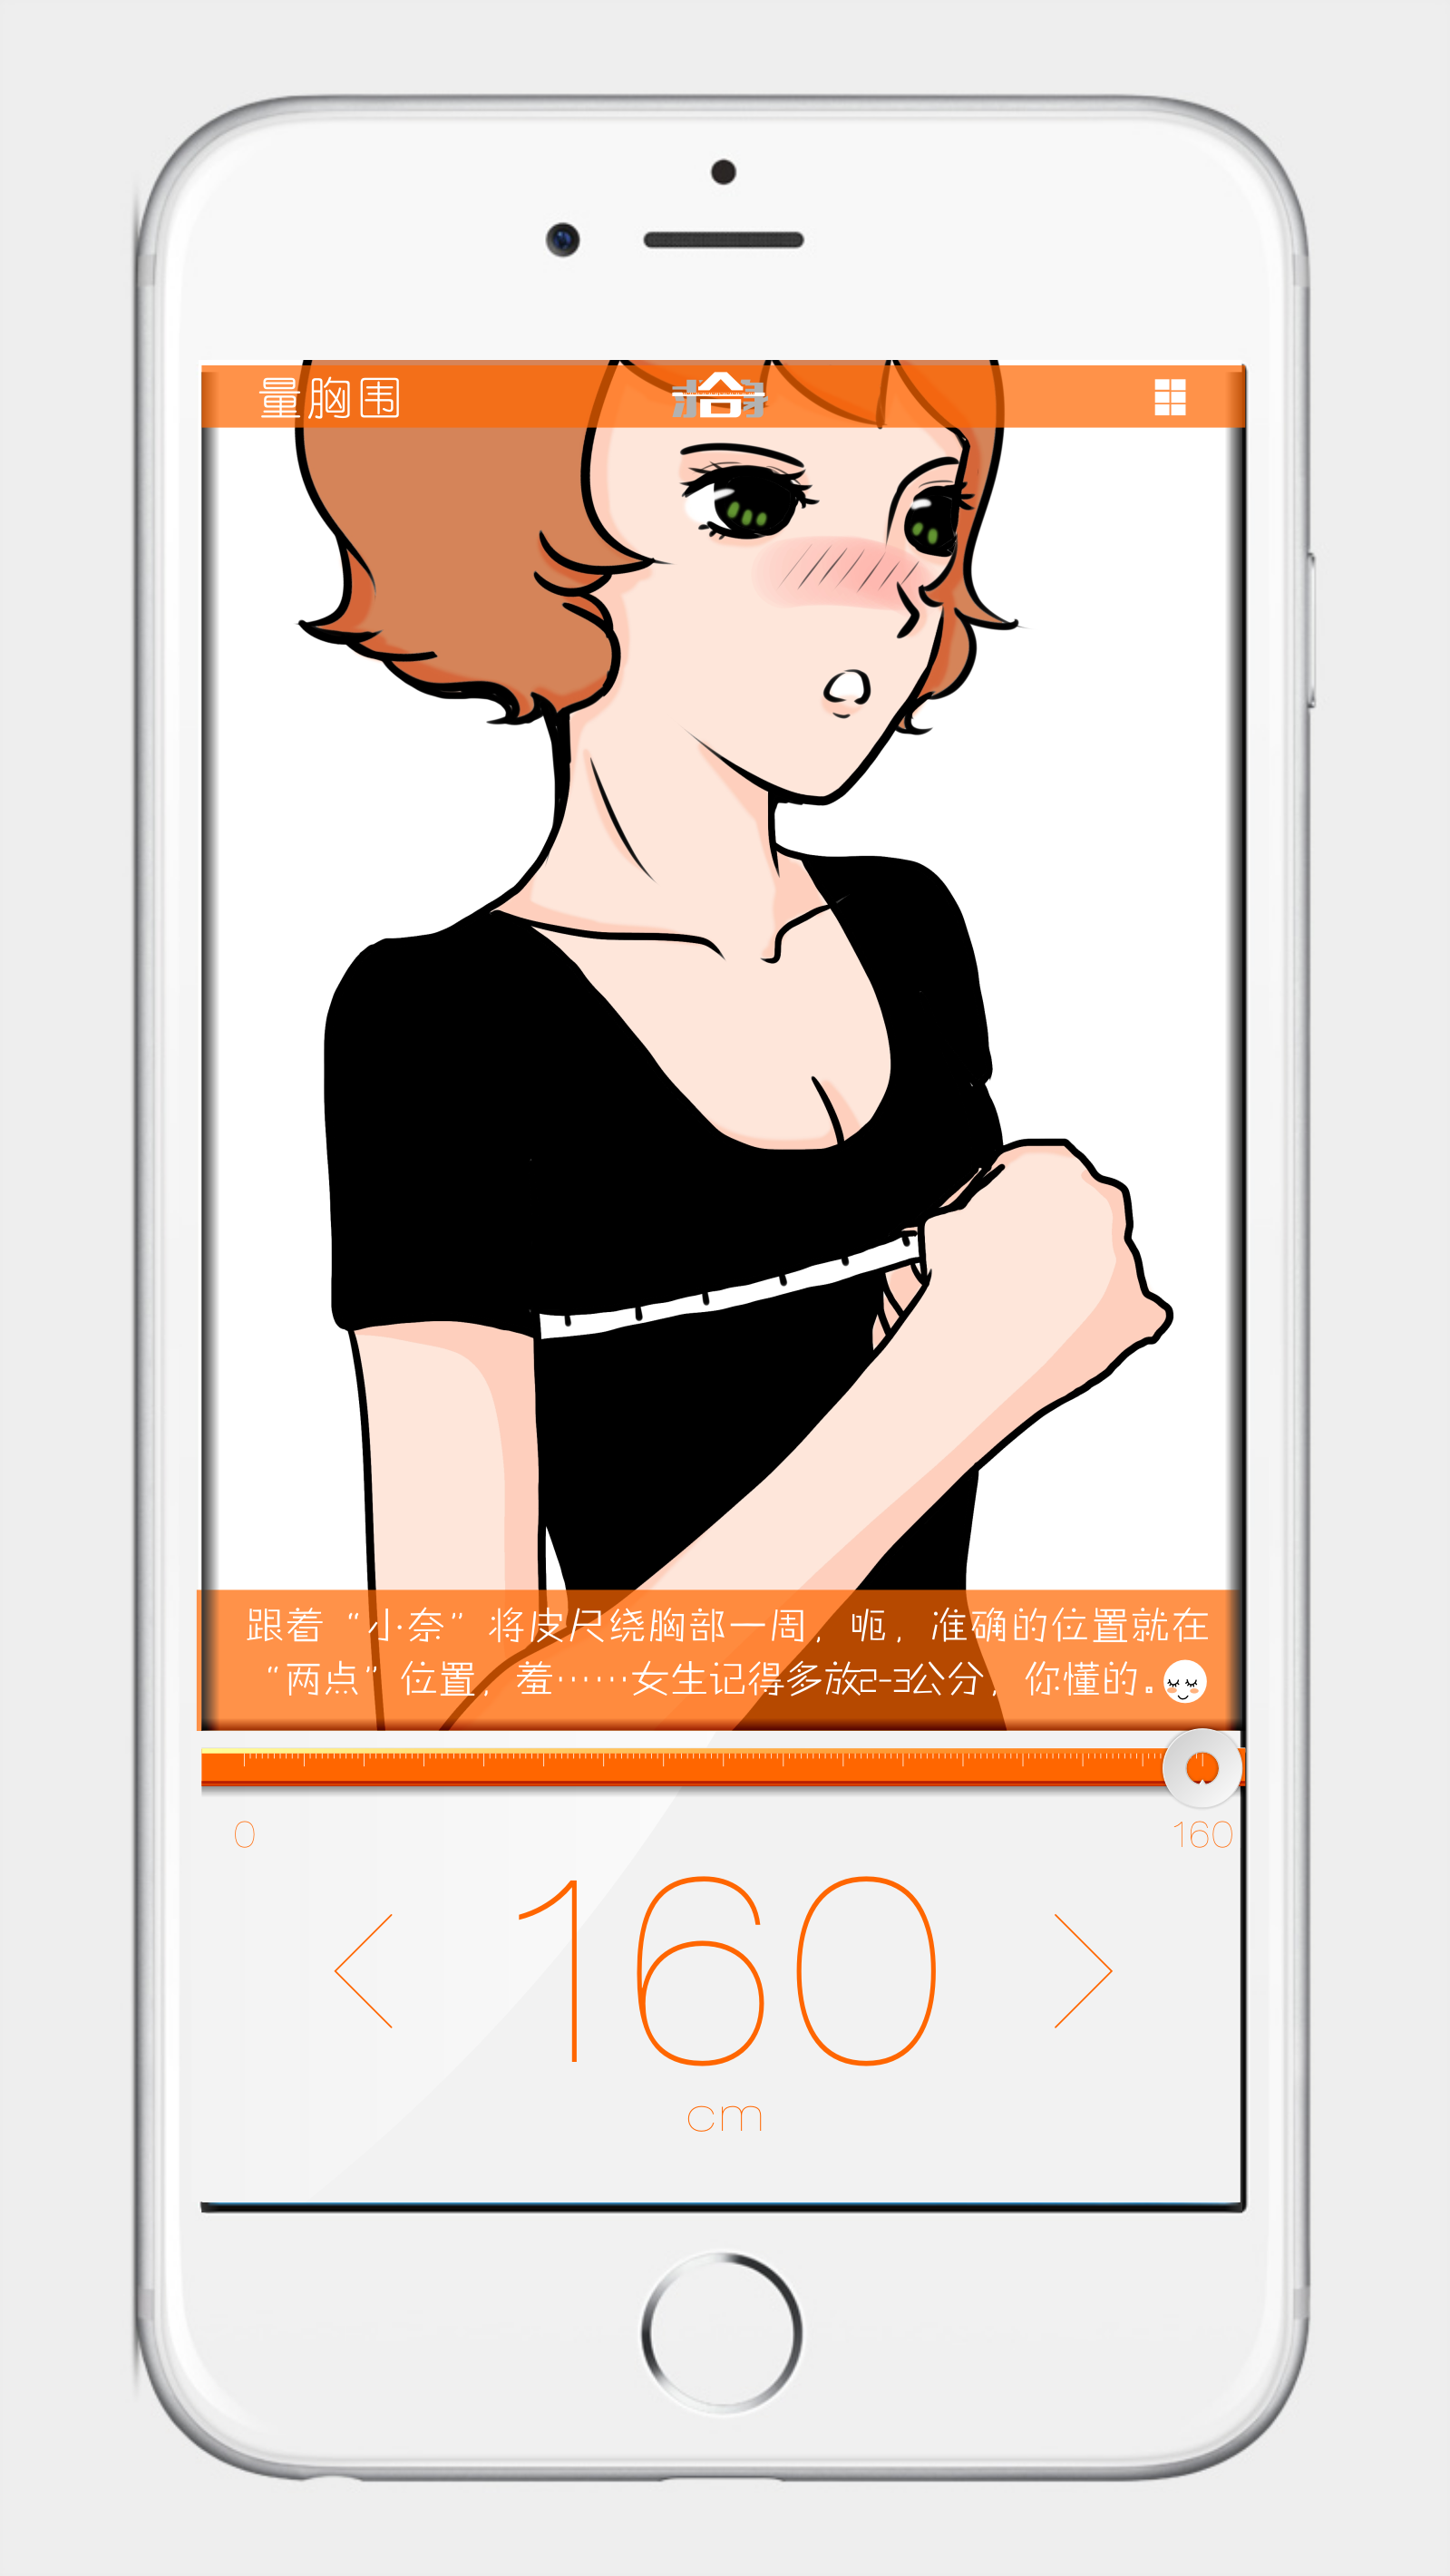 量胸围
合
跟着“小奈”将皮尺绕胸部一周，呃，准确的位置就在
“两点”位置，羞……女生记得多放2-3公分，你懂的。
0
160
160
cm